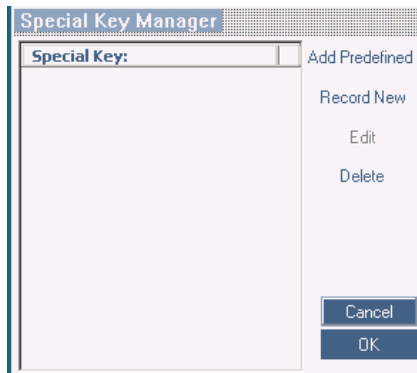 Special Key Manager
Special Key:
Add Predefined
Record New
Edit
Delete
Cancel
OK